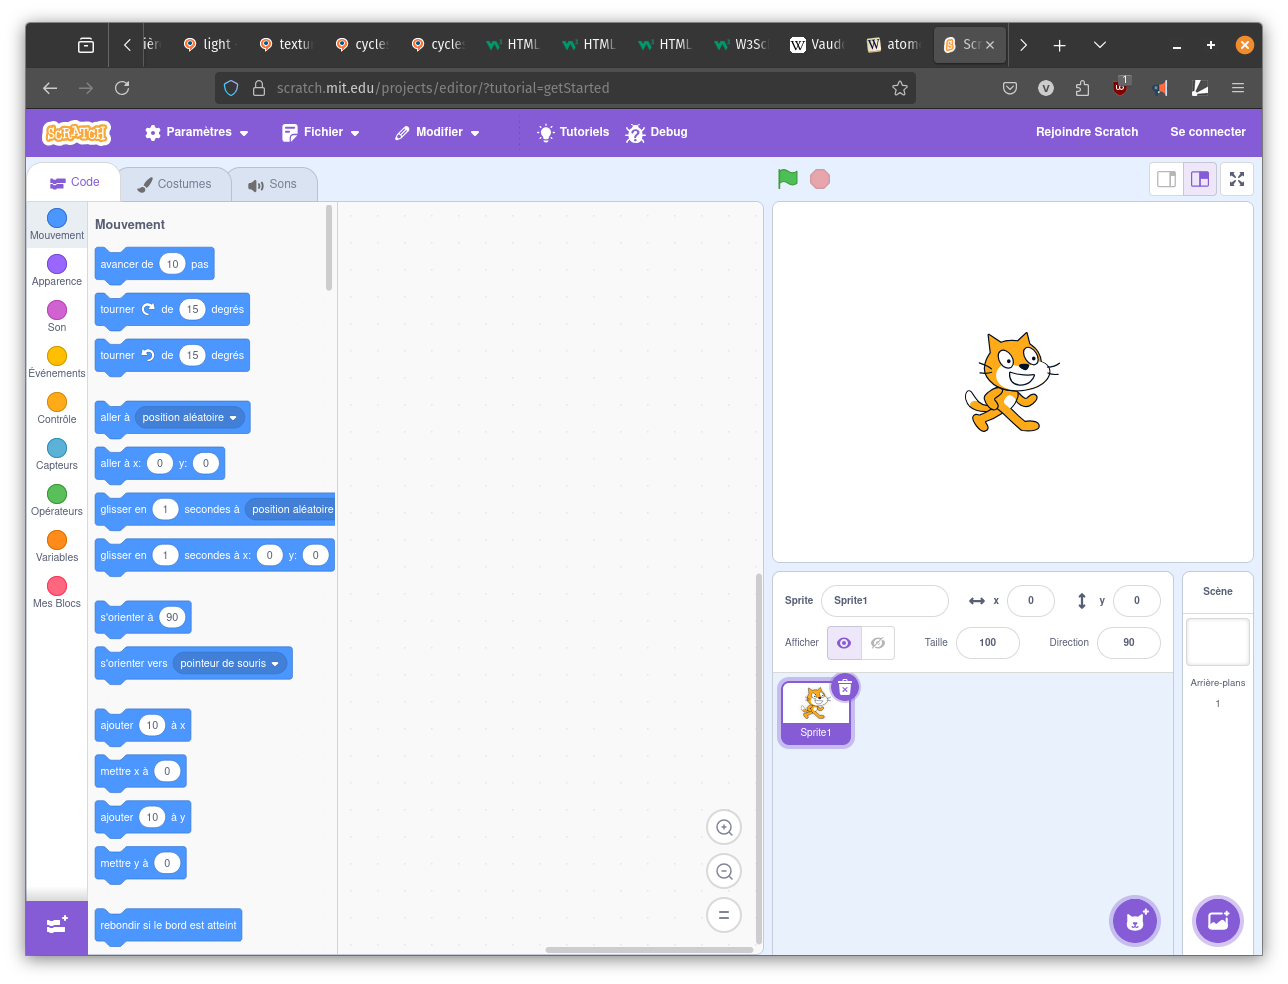 ière
light
textu
cycle
cycle
HTML
HTML
HTML
W3Sc
Vaud
atom
Scr
scratch.mit.edu/projects/editor/?tutorial=getStarted
V
1
SCRATCH
Paramètres
Fichier
Modifier
Tutoriels
Debug
Rejoindre Scratch
Se connecter
Code
Costumes
Sons
Mouvement
Apparence
Son
Événements
Contrôle
Capteurs
Opérateurs
Variables
Mes Blocs
Mouvement
avancer de 10 pas
tourner de 15 degrés
tourner de 15 degrés
aller à position aléatoire
aller à x: 0 y: 0
glisser en 1 secondes à position aléatoire
glisser en 1 secondes à x: 0 y: 0
s'orienter à 90
s'orienter vers pointeur de souris
ajouter 10 à x
mettre x à 0
ajouter 10 à y
mettre y à 0
rebondir si le bord est atteint
Sprite Sprite1 x 0 y 0
Afficher Taille 100 Direction 90
Sprite1
Scène
Arrière-plans
1